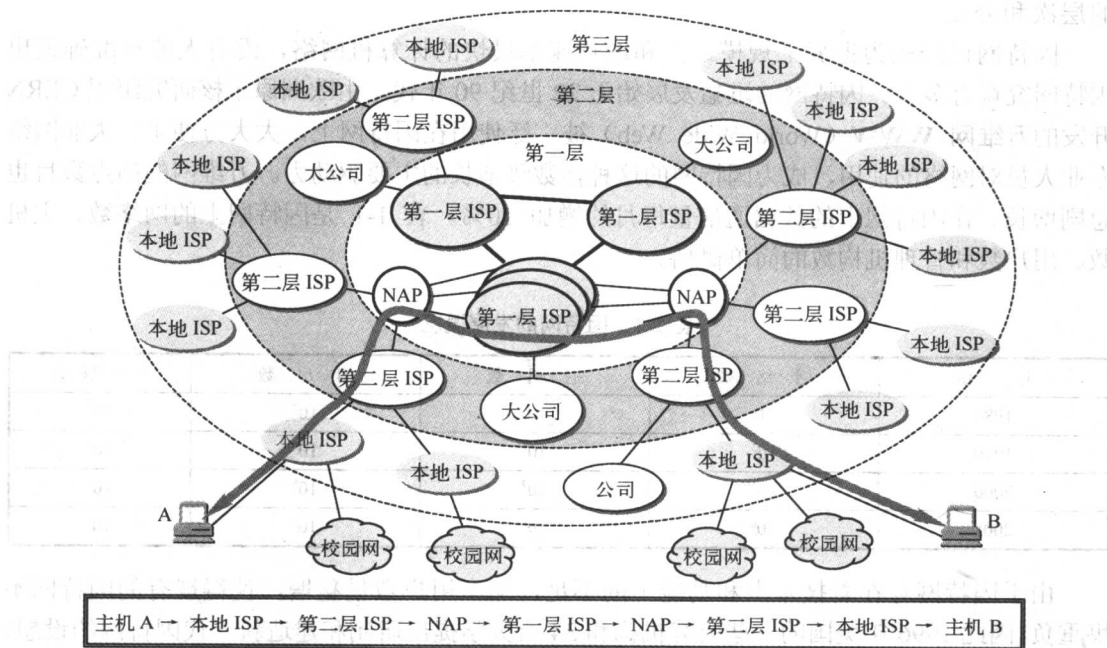 本地 ISP
第三层
本地 ISP
本地 ISP
第二层
第二层 ISP
大公司
本地 ISP
第一层
本地 ISP
大公司
第一层 ISP
第一层 ISP
第二层 ISP
本地 ISP
本地 ISP
第二层 ISP
NAP
第一层 ISP
NAP
第二层 ISP
本地 ISP
本地 ISP
第二层 ISP
第二层 ISP
大公司
本地 ISP
本地 ISP
本地 ISP
本地 ISP
公司
A
B
校园网
校园网
校园网
校园网
主机 A → 本地 ISP → 第二层 ISP → NAP → 第一层 ISP → NAP → 第二层 ISP → 本地 ISP → 主机 B